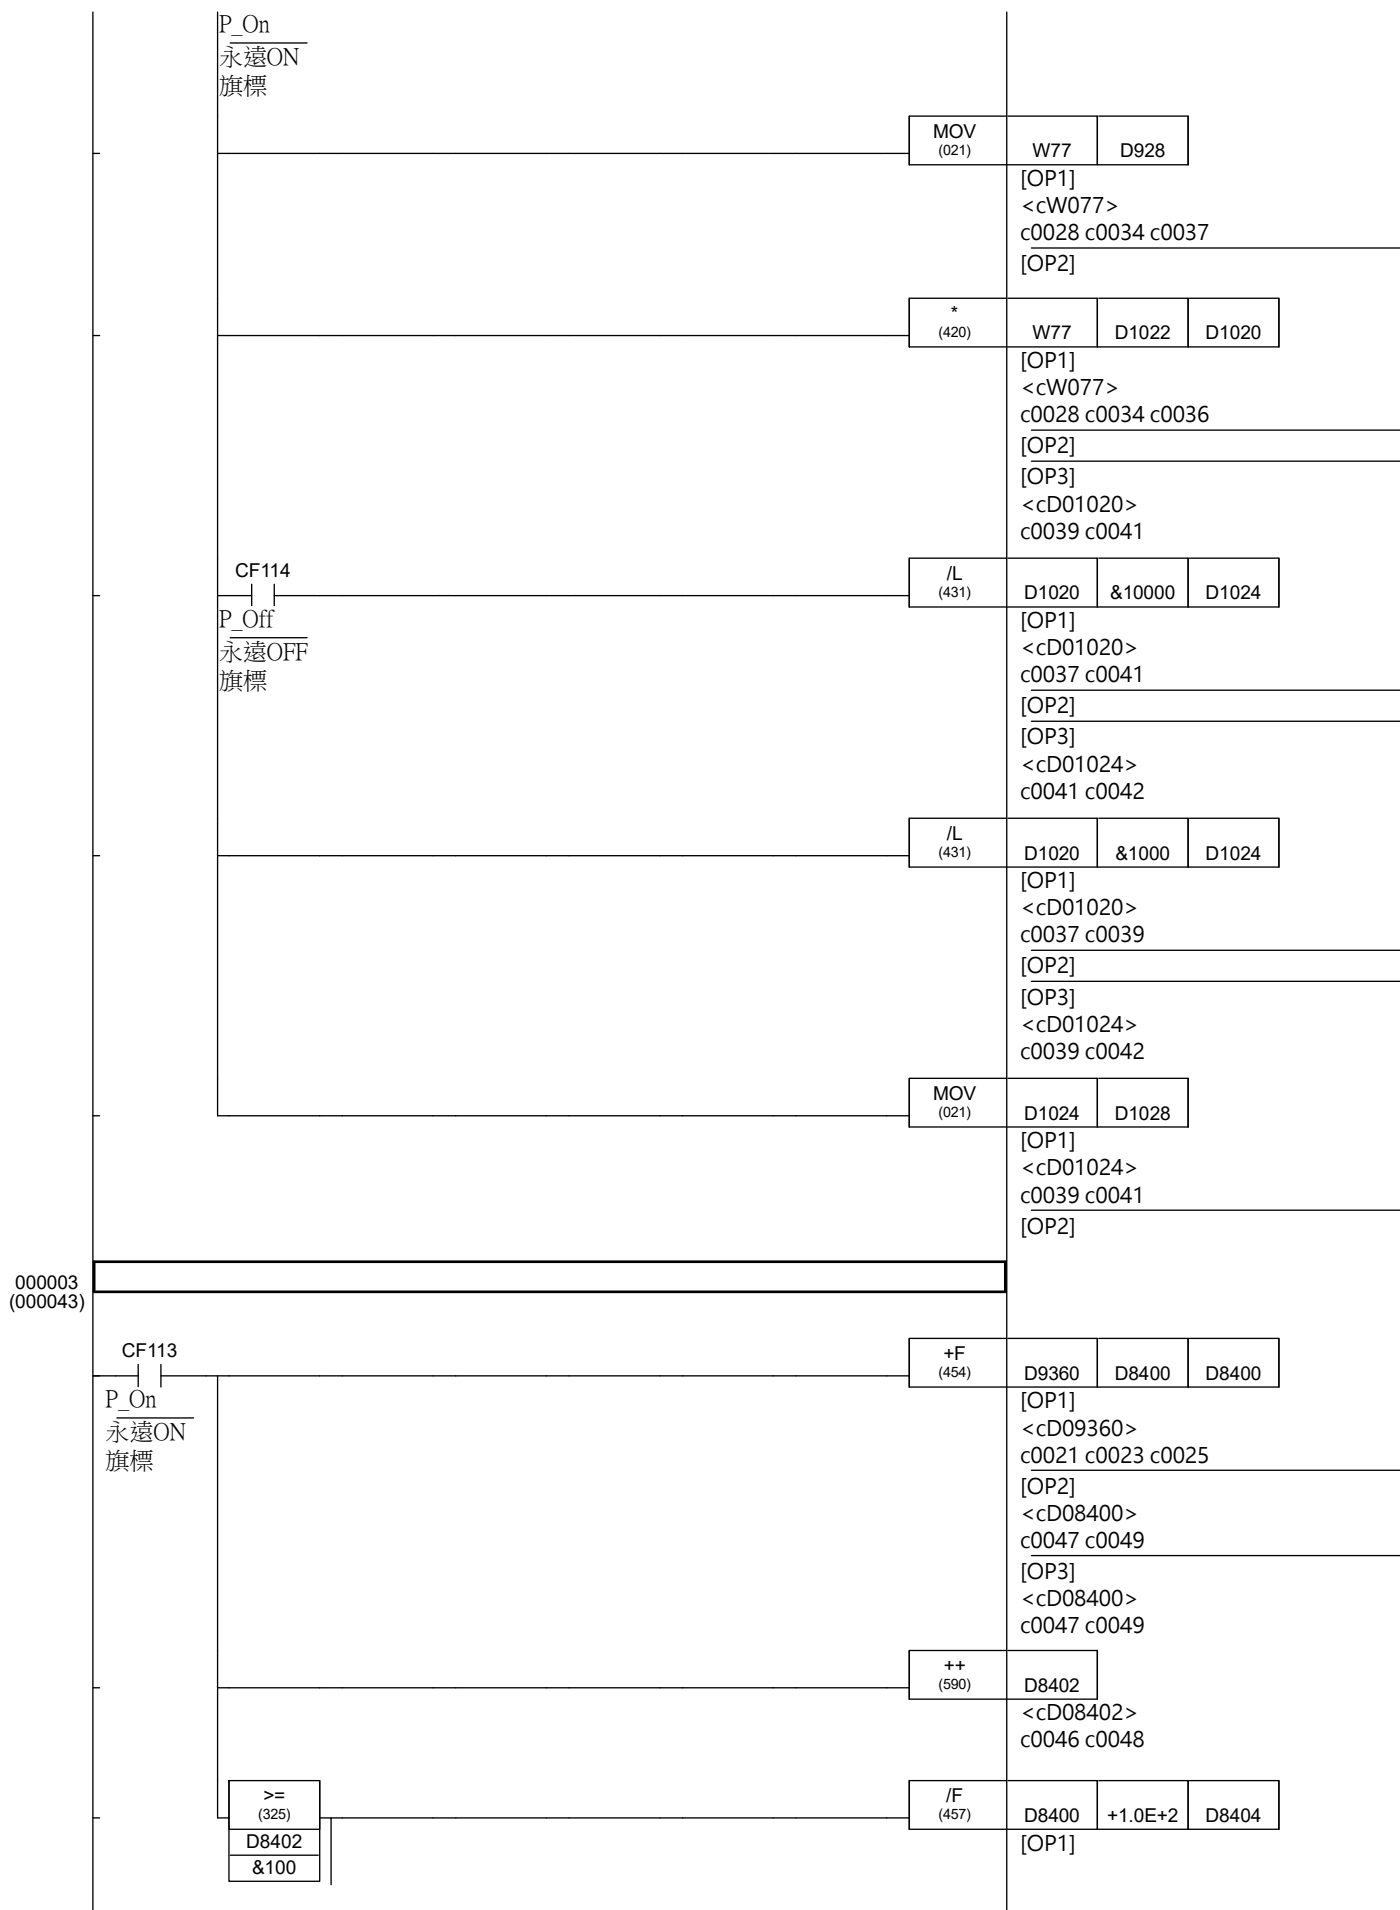 P_On
永遠ON
旗標
MOV
(021) W77 D928
[OP1]
<cW077>
c0028 c0034 c0037
[OP2]
*
(420) W77 D1022 D1020
[OP1]
<cW077>
c0028 c0034 c0036
[OP2]
[OP3]
<cD01020>
c0039 c0041
CF114
P_Off
永遠OFF
旗標
/L
(431) D1020 &10000 D1024
[OP1]
<cD01020>
c0037 c0041
[OP2]
[OP3]
<cD01024>
c0041 c0042
/L
(431) D1020 &1000 D1024
[OP1]
<cD01020>
c0037 c0039
[OP2]
[OP3]
<cD01024>
c0039 c0042
MOV
(021) D1024 D1028
[OP1]
<cD01024>
c0039 c0041
[OP2]
000003
(000043)
CF113
P_On
永遠ON
旗標
+F
(454) D9360 D8400 D8400
[OP1]
<cD09360>
c0021 c0023 c0025
[OP2]
<cD08400>
c0047 c0049
[OP3]
<cD08400>
c0047 c0049
++
(590) D8402
<cD08402>
c0046 c0048
>=
(325)
D8402
&100
/F
(457) D8400 +1.0E+2 D8404
[OP1]